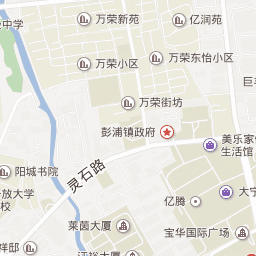 万荣新苑
亿润苑
中学
万荣小区
万荣东怡小区
万荣街坊
彭浦镇政府
美乐家
生活馆
灵石路
阳城书院
放大学
校
亿腾
大宁
莱茵大厦
宝华国际广场
祥邸